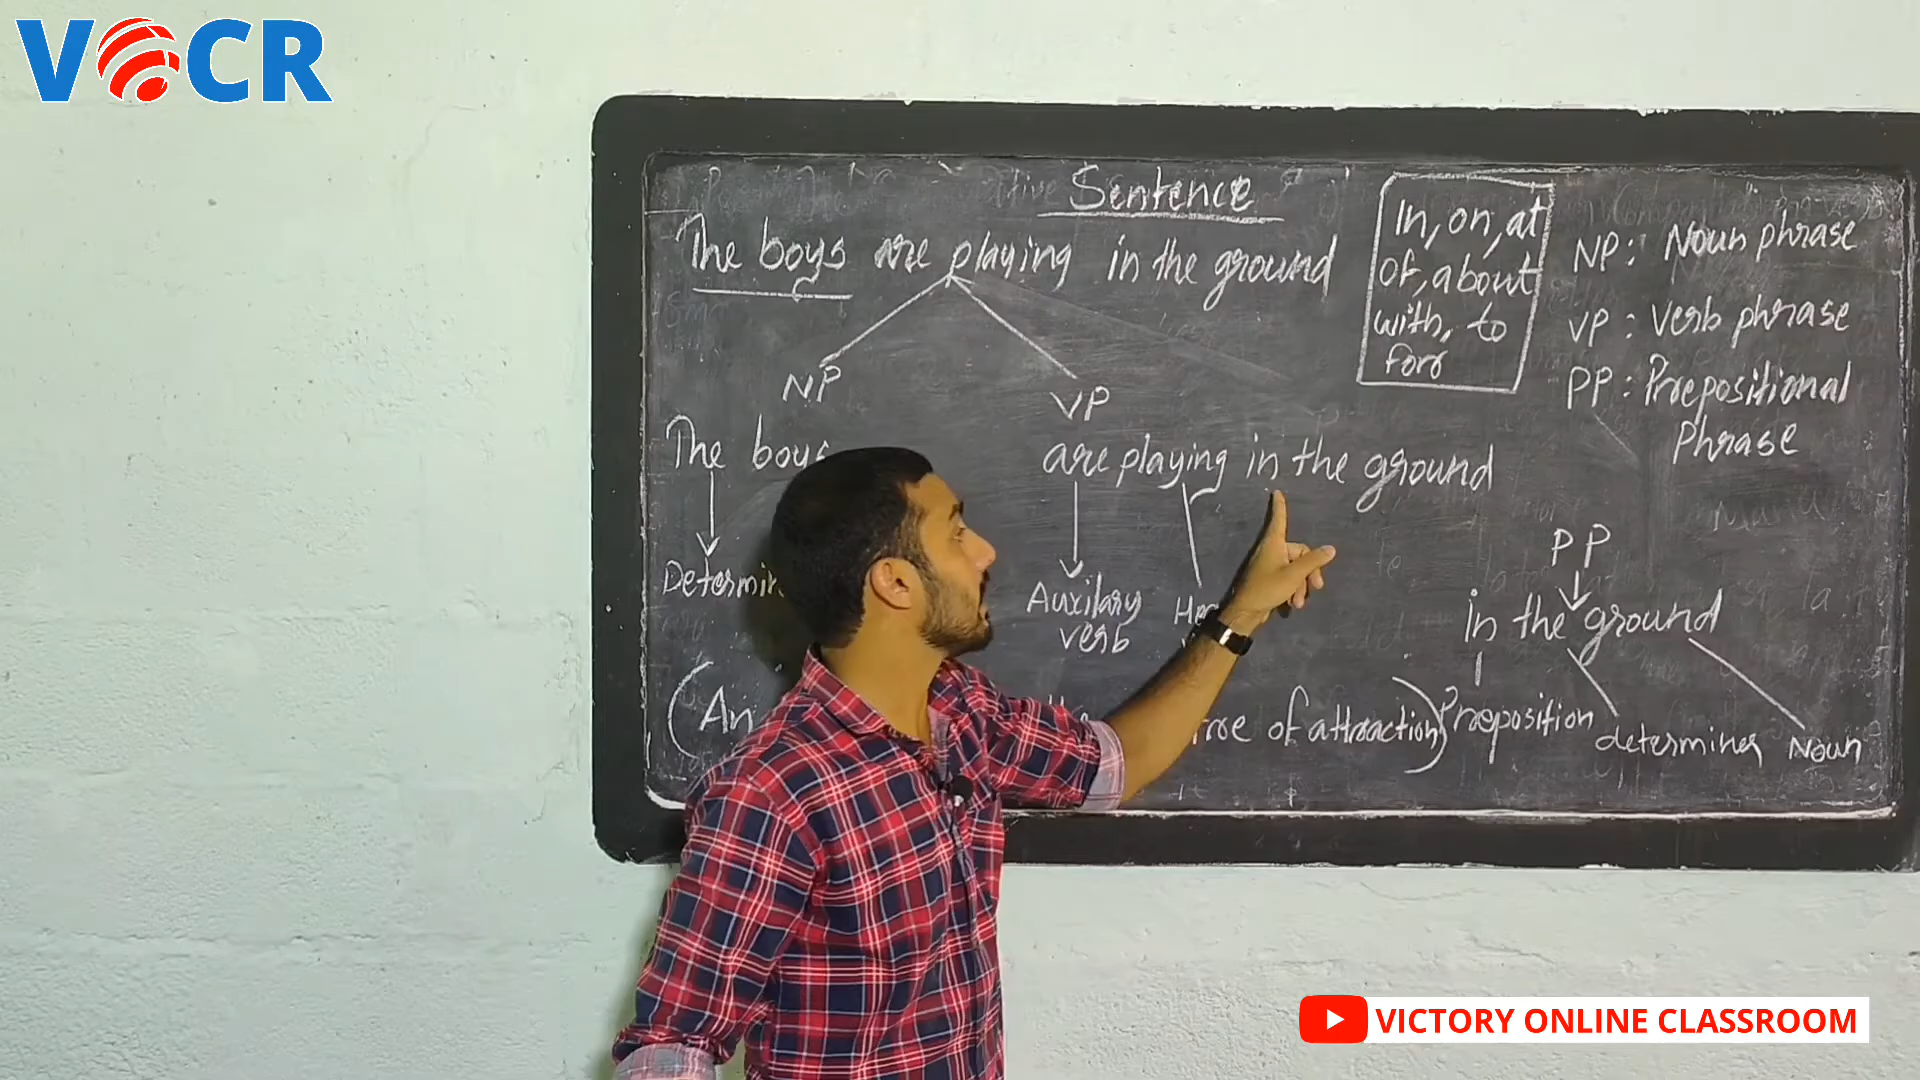 VOCR
Sentence
The boys are playing in the ground
In, on, at
of, about
with, to
for
NP: Noun phrase
VP: Verb phrase
PP: Prepositional
Phrase
NP
VP
The boys
are playing in the ground
Auxilary
verb
PP
in the ground
Preposition
determiner
Noun
of attraction)
VICTORY ONLINE CLASSROOM